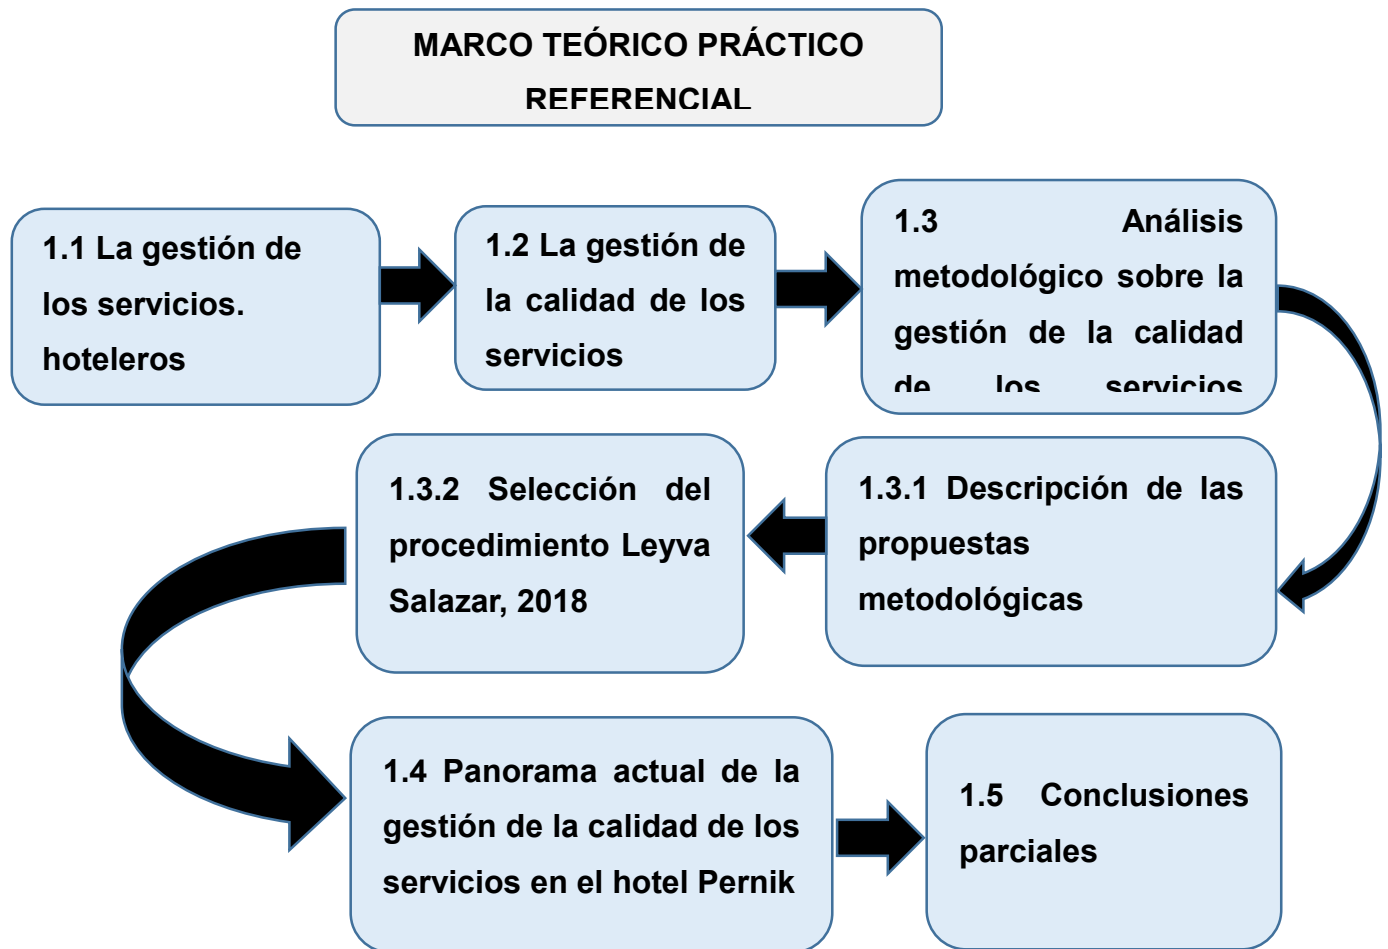 MARCO TEÓRICO PRÁCTICO
REFERENCIAL
1.1 La gestión de
los servicios.
hoteleros
1.2 La gestión de
la calidad de los
servicios
1.3 Análisis
metodológico sobre la
gestión de la calidad
de los servicios
1.3.1 Descripción de las
propuestas
metodológicas
1.3.2 Selección del
procedimiento Leyva
Salazar, 2018
1.4 Panorama actual de la
gestión de la calidad de los
servicios en el hotel Pernik
1.5 Conclusiones
parciales